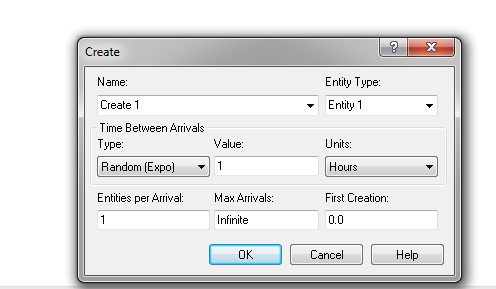 Create
?
Name: Entity Type:
Create 1 Entity 1
Time Between Arrivals
Type: Value: Units:
Random (Expo) 1 Hours
Entities per Arrival: Max Arrivals: First Creation:
1 Infinite 0.0
OK Cancel Help